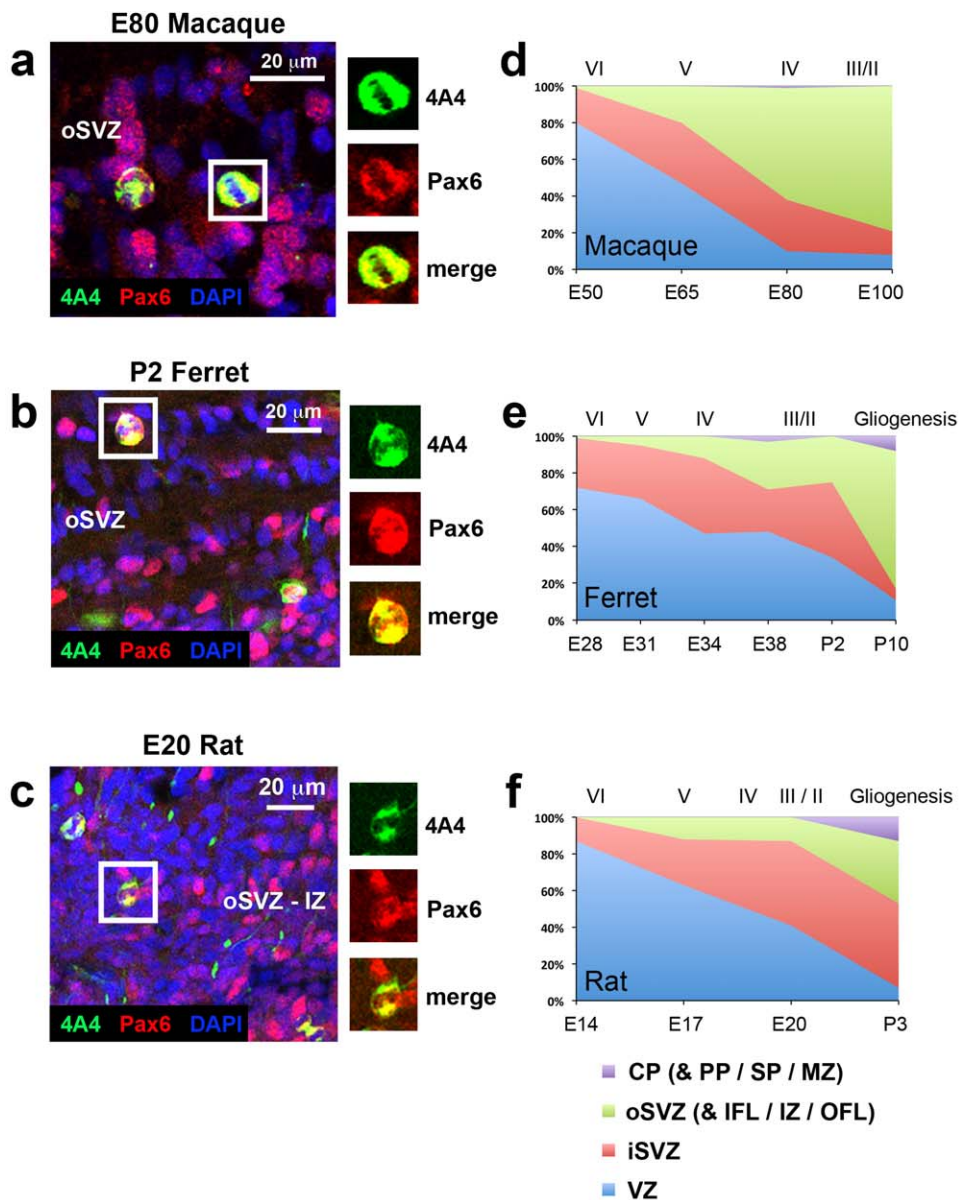 E80 Macaque
a
20 μm
oSVZ
4A4 Pax6 DAPI
4A4
Pax6
merge
d
VI V IV III/II
100%
80%
60%
40%
20%
0%
Macaque
E50 E65 E80 E100
P2 Ferret
b
20 μm
oSVZ
4A4 Pax6 DAPI
4A4
Pax6
merge
e
VI V IV III/II Gliogenesis
100%
80%
60%
40%
20%
0%
Ferret
E28 E31 E34 E38 P2 P10
E20 Rat
c
20 μm
oSVZ - IZ
4A4 Pax6 DAPI
4A4
Pax6
merge
f
VI V IV III / II Gliogenesis
100%
80%
60%
40%
20%
0%
Rat
E14 E17 E20 P3
CP (& PP / SP / MZ)
oSVZ (& IFL / IZ / OFL)
iSVZ
VZ